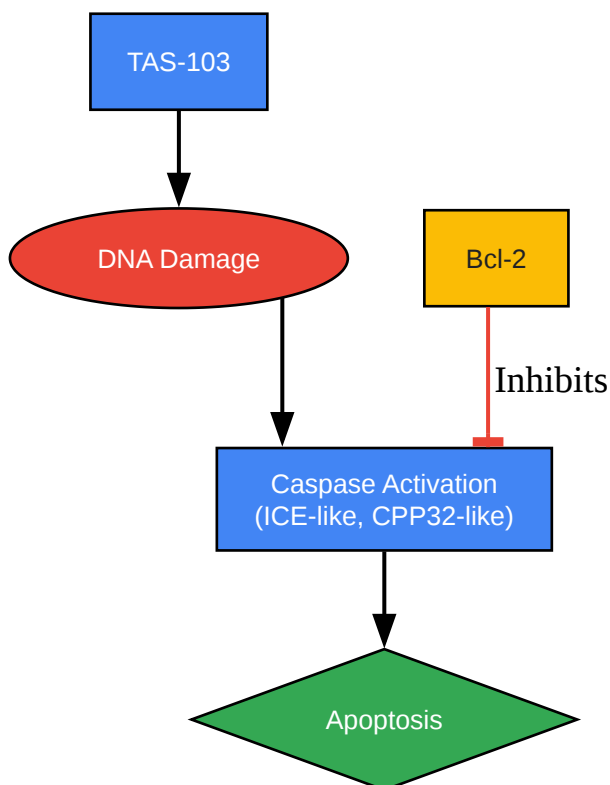 TAS-103
DNA Damage
Bcl-2
Inhibits
Caspase Activation
(ICE-like, CPP32-like)
Apoptosis